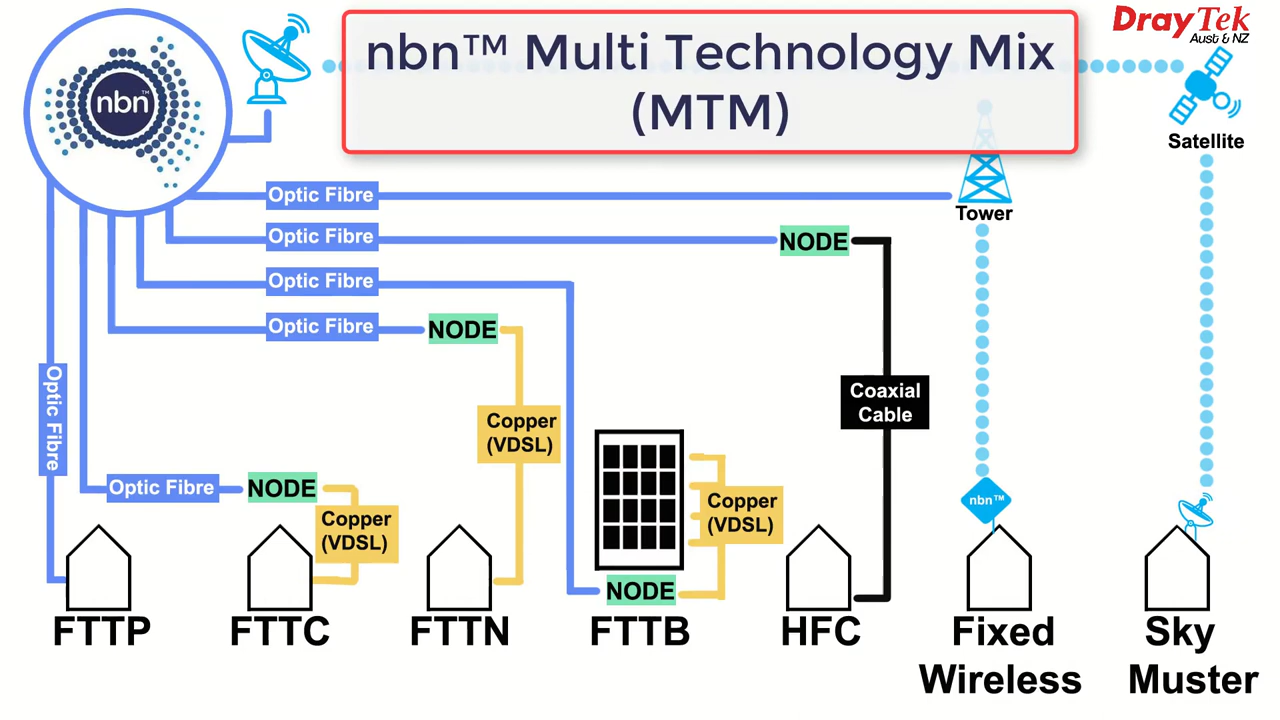 DrayTek
Aust & NZ
nbn™ Multi Technology Mix
(MTM)
nbn™
Satellite
Optic Fibre
Tower
Optic Fibre
NODE
Optic Fibre
Optic Fibre
NODE
Optic Fibre
Coaxial
Cable
Copper
(VDSL)
Optic Fibre
NODE
Copper
(VDSL)
Copper
(VDSL)
nbn™
NODE
FTTP
FTTC
FTTN
FTTB
HFC
Fixed
Wireless
Sky
Muster